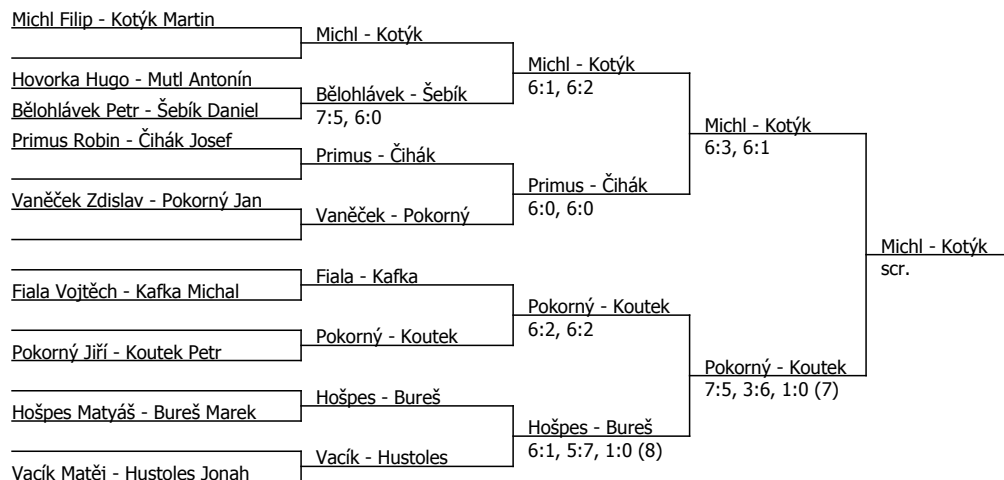 Michl Filip - Kotýk Martin
Hovorka Hugo - Mutl Antonín
Bělohlávek Petr - Šebík Daniel
Primus Robin - Čihák Josef
Vaněček Zdislav - Pokorný Jan
Fiala Vojtěch - Kafka Michal
Pokorný Jiří - Koutek Petr
Hošpes Matyáš - Bureš Marek
Vacík Matěj - Hustoles Jonah
Michl - Kotýk
Bělohlávek - Šebík
7:5, 6:0
Primus - Čihák
Vaněček - Pokorný
Fiala - Kafka
Pokorný - Koutek
Hošpes - Bureš
Vacík - Hustoles
Michl - Kotýk
6:1, 6:2
Primus - Čihák
6:0, 6:0
Pokorný - Koutek
6:2, 6:2
Hošpes - Bureš
6:1, 5:7, 1:0 (8)
Michl - Kotýk
6:3, 6:1
Pokorný - Koutek
7:5, 3:6, 1:0 (7)
Michl - Kotýk
scr.